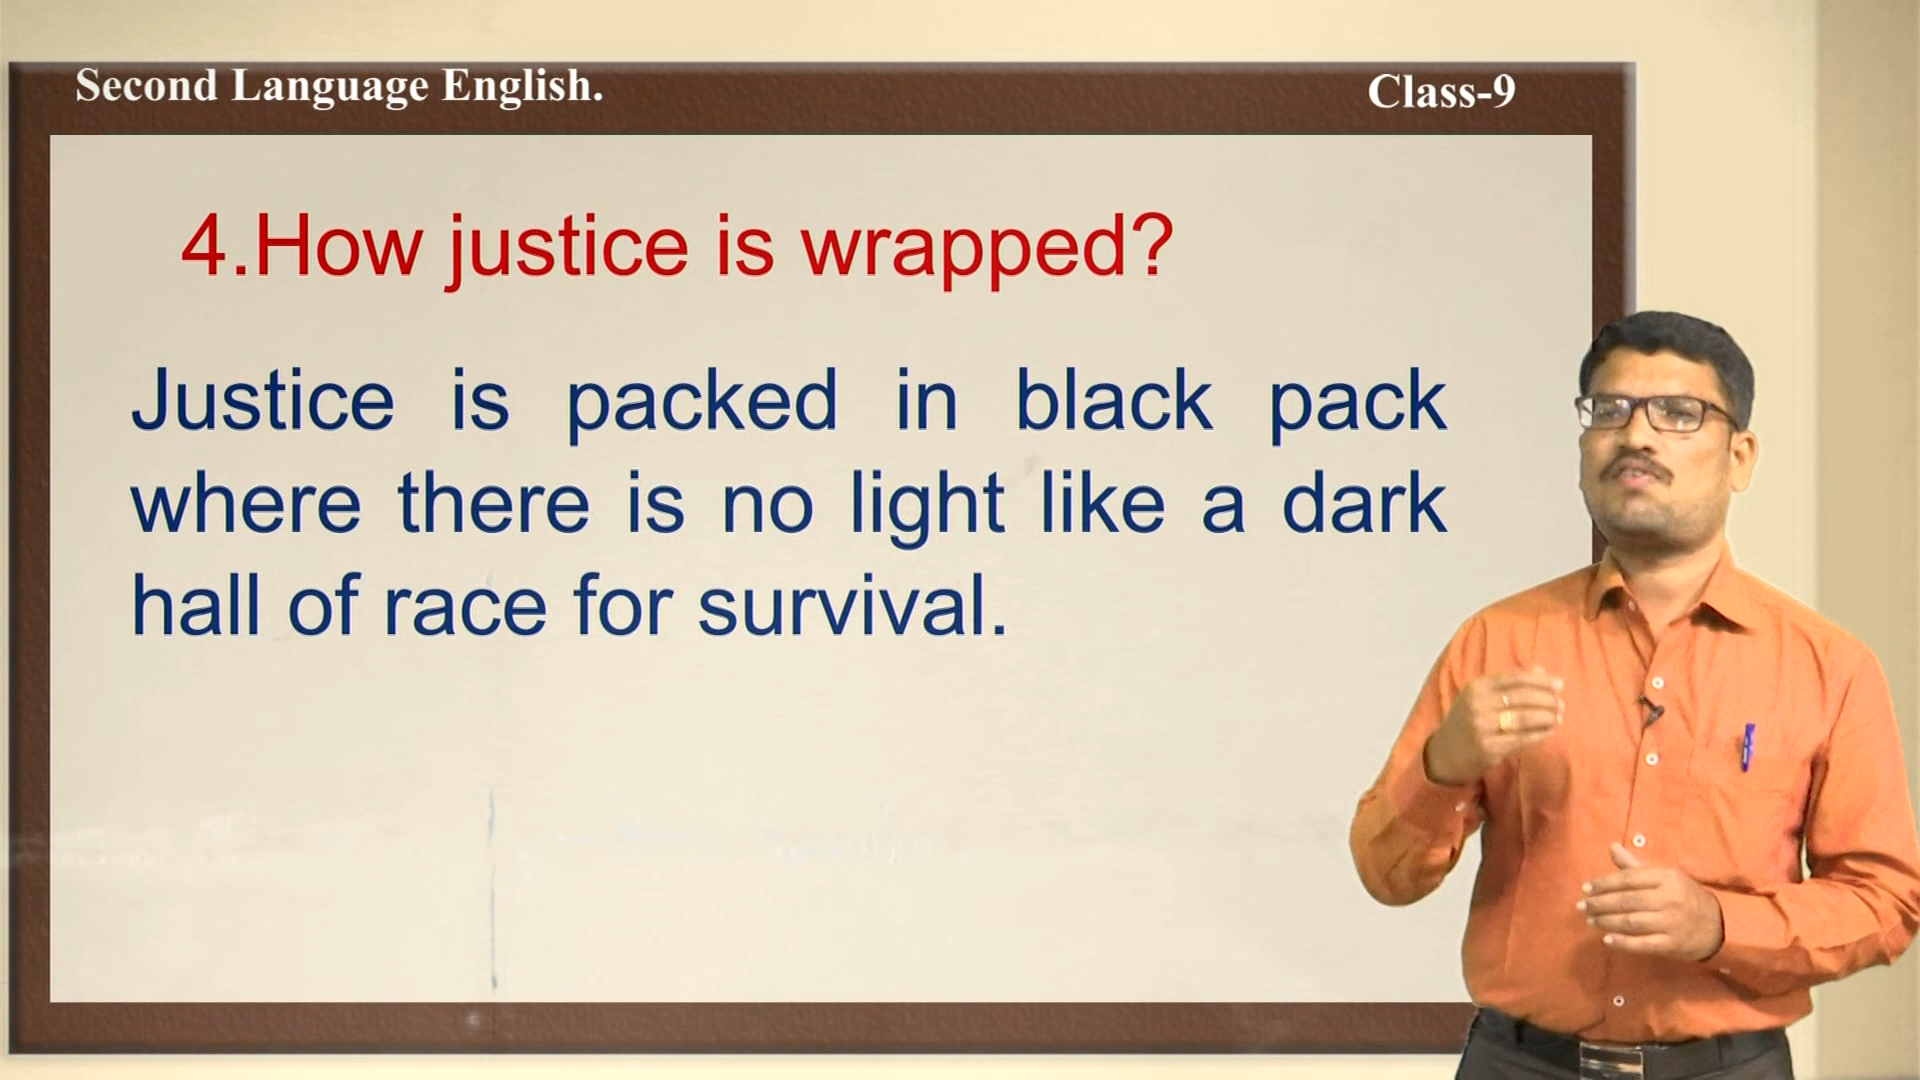 Second Language English.
Class-9
4.How justice is wrapped?
Justice is packed in black pack
where there is no light like a dark
hall of race for survival.